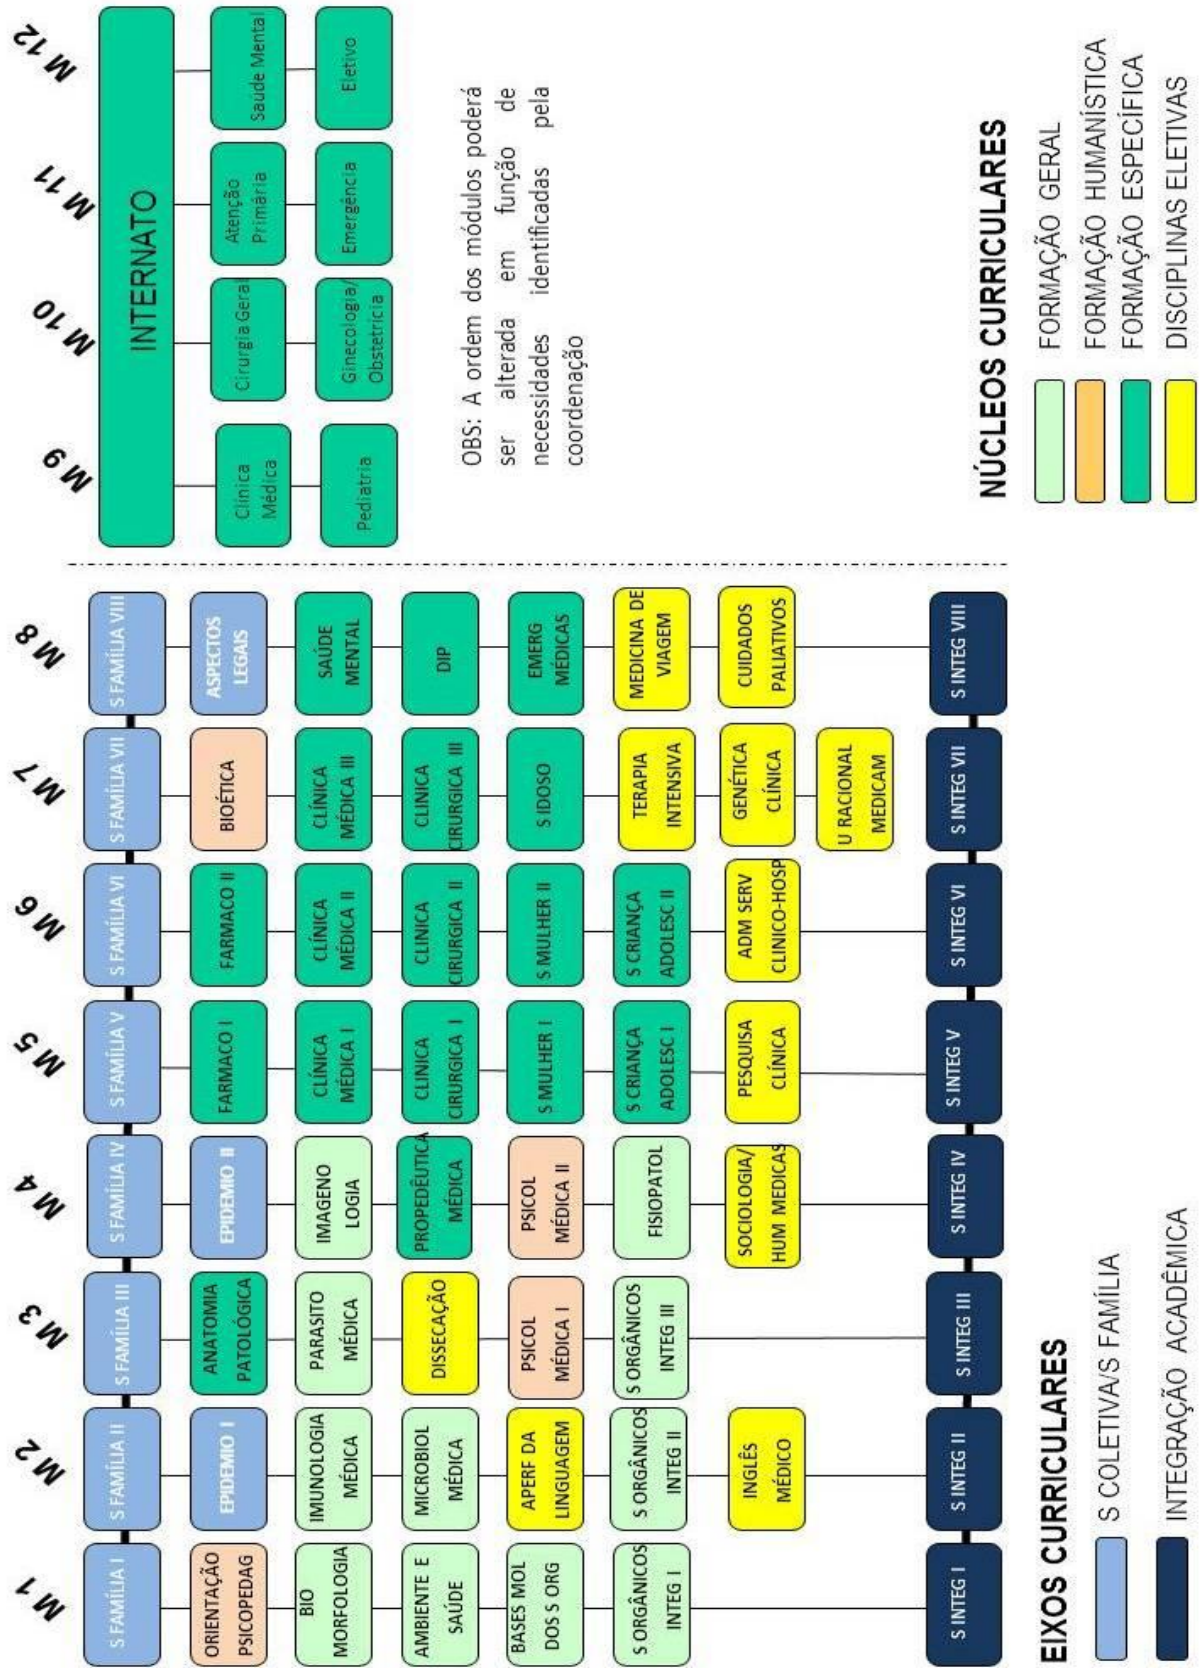 M 1
S FAMÍLIA I
ORIENTAÇÃO
PSICOPEDAG
BIO
MORFOLOGIA
AMBIENTE E
SAÚDE
BASES MOL
DOS S ORG
S ORGÂNICOS
INTEG I
S INTEG I
M 2
S FAMÍLIA II
EPIDEMIO I
IMUNOLOGIA
MÉDICA
MICROBIOL
MÉDICA
APERF DA
LINGUAGEM
S ORGÂNICOS
INTEG II
INGLÊS
MÉDICO
S INTEG II
M 3
S FAMÍLIA III
ANATOMIA
PATOLÓGICA
PARASITO
MÉDICA
DISSECAÇÃO
PSICOL
MÉDICA I
S ORGÂNICOS
INTEG III
S INTEG III
M 4
S FAMÍLIA IV
EPIDEMIO II
IMAGENO
LOGIA
PROPEDÊUTICA
MÉDICA
PSICOL
MÉDICA II
FISIOPATOL
SOCIOLOGIA/
HUM MEDICAS
S INTEG IV
M 5
S FAMÍLIA V
FARMACO I
CLÍNICA
MÉDICA I
CLINICA
CIRURGICA I
S MULHER I
S CRIANÇA
ADOLESC I
PESQUISA
CLÍNICA
S INTEG V
M 6
S FAMÍLIA VI
FARMACO II
CLÍNICA
MÉDICA II
CLINICA
CIRURGICA II
S MULHER II
S CRIANÇA
ADOLESC II
ADM SERV
CLINICO-HOSP
S INTEG VI
M 7
S FAMÍLIA VII
BIOÉTICA
CLÍNICA
MÉDICA III
CLINICA
CIRURGICA III
S IDOSO
TERAPIA
INTENSIVA
GENÉTICA
CLÍNICA
U RACIONAL
MEDICAM
S INTEG VII
M 8
S FAMÍLIA VIII
ASPECTOS
LEGAIS
SAÚDE
MENTAL
DIP
EMERG
MÉDICAS
MEDICINA DE
VIAGEM
CUIDADOS
PALIATIVOS
S INTEG VIII
M 9
M 10
M 11
M 12
INTERNATO
Clínica
Médica
Pediatria
Cirurgia Geral
Ginecologia/
Obstetricia
Atenção
Primária
Emergência
Saúde Mental
Eletivo
OBS: A ordem dos módulos poderá
ser alterada em função de
necessidades identificadas pela
coordenação
EIXOS CURRICULARES
S COLETIVA/S FAMÍLIA
INTEGRAÇÃO ACADÊMICA
NÚCLEOS CURRICULARES
FORMAÇÃO GERAL
FORMAÇÃO HUMANÍSTICA
FORMAÇÃO ESPECÍFICA
DISCIPLINAS ELETIVAS